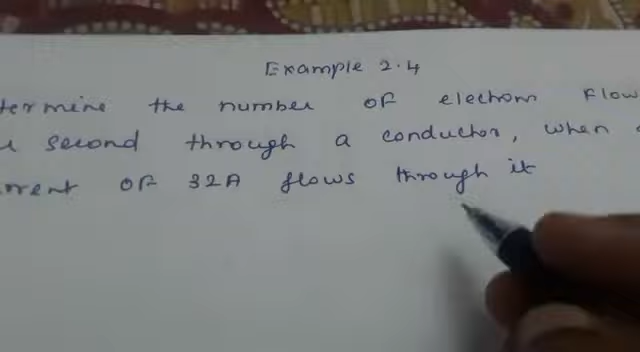 Example 2.4
termine the number of electrons flow
second through a conductor, when
rrent of 32A flows through it